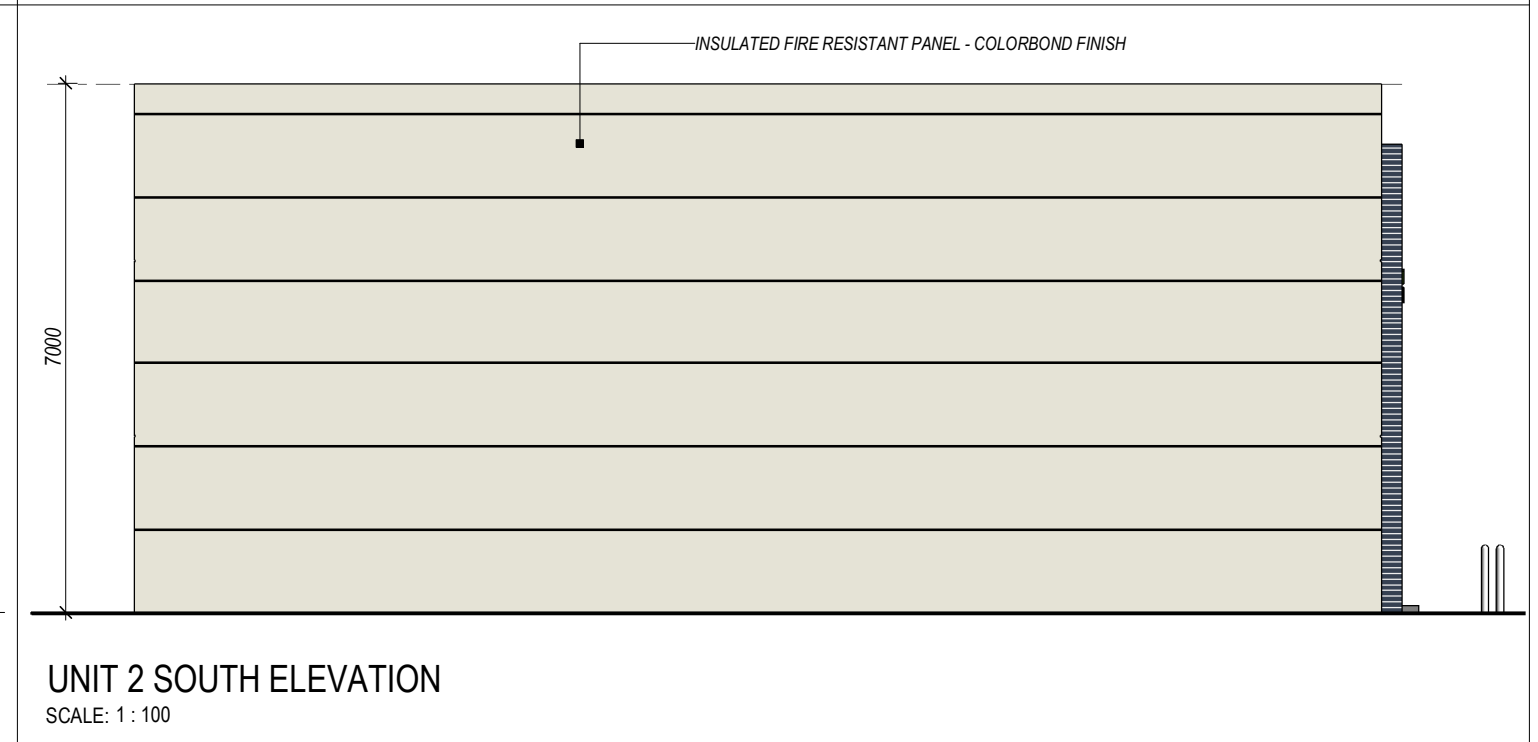 INSULATED FIRE RESISTANT PANEL - COLORBOND FINISH
7000
UNIT 2 SOUTH ELEVATION
SCALE: 1 : 100